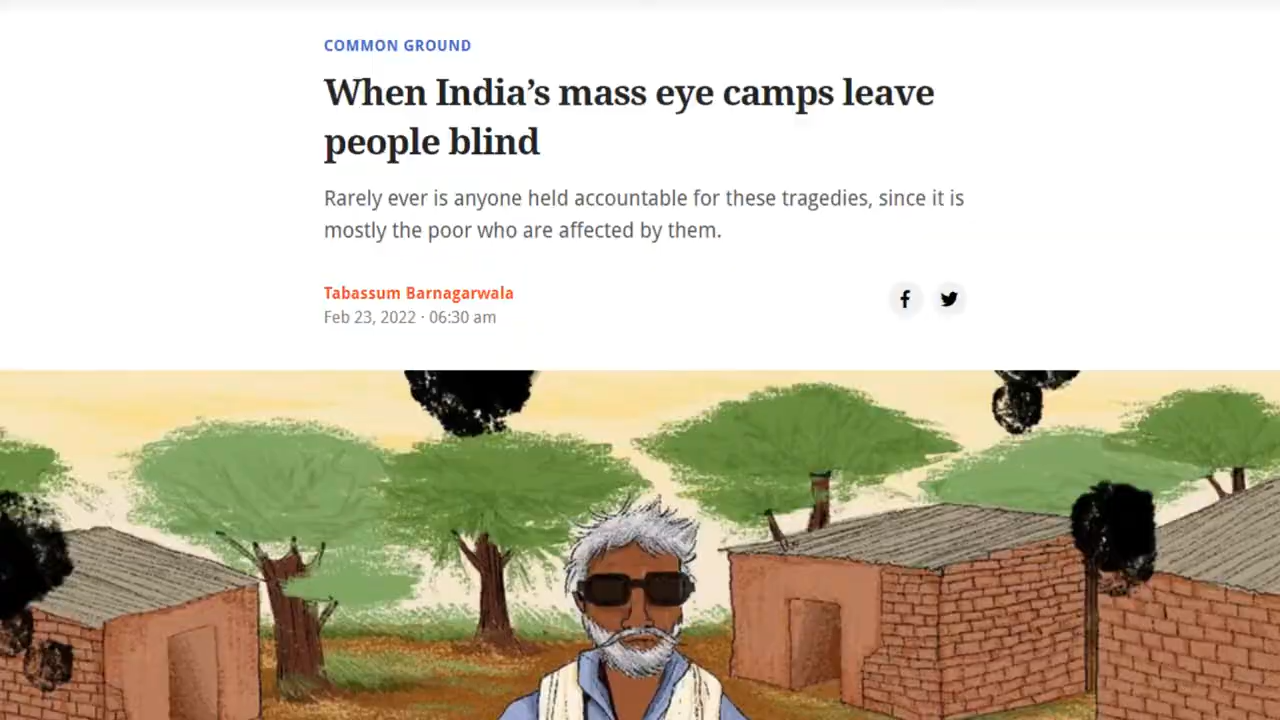 COMMON GROUND
When India’s mass eye camps leave
people blind
Rarely ever is anyone held accountable for these tragedies, since it is
mostly the poor who are affected by them.
Tabassum Barnagarwala
Feb 23, 2022 · 06:30 am